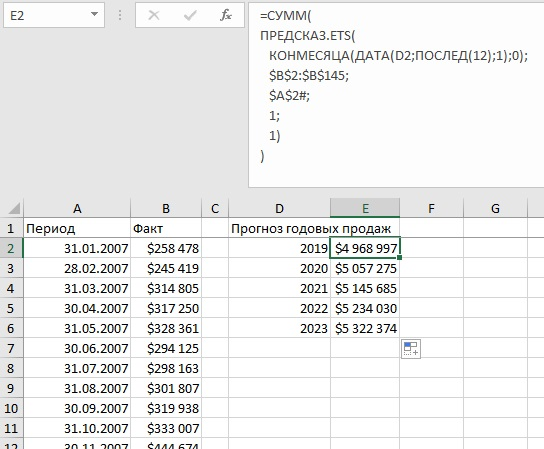 E2
fx
=СУММ(
ПРЕДСКАЗ.ETS(
КОНМЕСЯЦА(ДАТА(D2;ПОСЛЕД(12);1);0);
$B$2:$B$145;
$A$2#;
1;
1)
)
A B C D E F G
1 Период Факт Прогноз годовых продаж
2 31.01.2007 $258 478 2019 $4 968 997
3 28.02.2007 $245 419 2020 $5 057 275
4 31.03.2007 $314 805 2021 $5 145 685
5 30.04.2007 $317 250 2022 $5 234 030
6 31.05.2007 $328 361 2023 $5 322 374
7 30.06.2007 $294 125
8 31.07.2007 $298 163
9 31.08.2007 $301 807
10 30.09.2007 $319 938
11 31.10.2007 $333 007
12 30.11.2007 $444 674